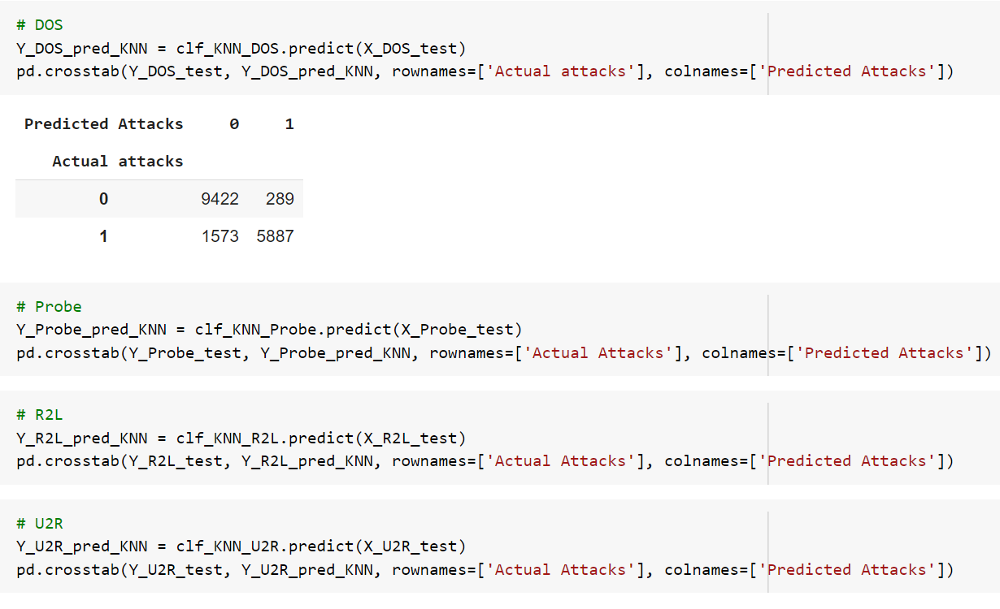 # DOS
Y_DOS_pred_KNN = clf_KNN_DOS.predict(X_DOS_test)
pd.crosstab(Y_DOS_test, Y_DOS_pred_KNN, rownames=['Actual attacks'], colnames=['Predicted Attacks'])
Predicted Attacks 0 1
Actual attacks
0 9422 289
1 1573 5887
# Probe
Y_Probe_pred_KNN = clf_KNN_Probe.predict(X_Probe_test)
pd.crosstab(Y_Probe_test, Y_Probe_pred_KNN, rownames=['Actual Attacks'], colnames=['Predicted Attacks'])
# R2L
Y_R2L_pred_KNN = clf_KNN_R2L.predict(X_R2L_test)
pd.crosstab(Y_R2L_test, Y_R2L_pred_KNN, rownames=['Actual Attacks'], colnames=['Predicted Attacks'])
# U2R
Y_U2R_pred_KNN = clf_KNN_U2R.predict(X_U2R_test)
pd.crosstab(Y_U2R_test, Y_U2R_pred_KNN, rownames=['Actual Attacks'], colnames=['Predicted Attacks'])